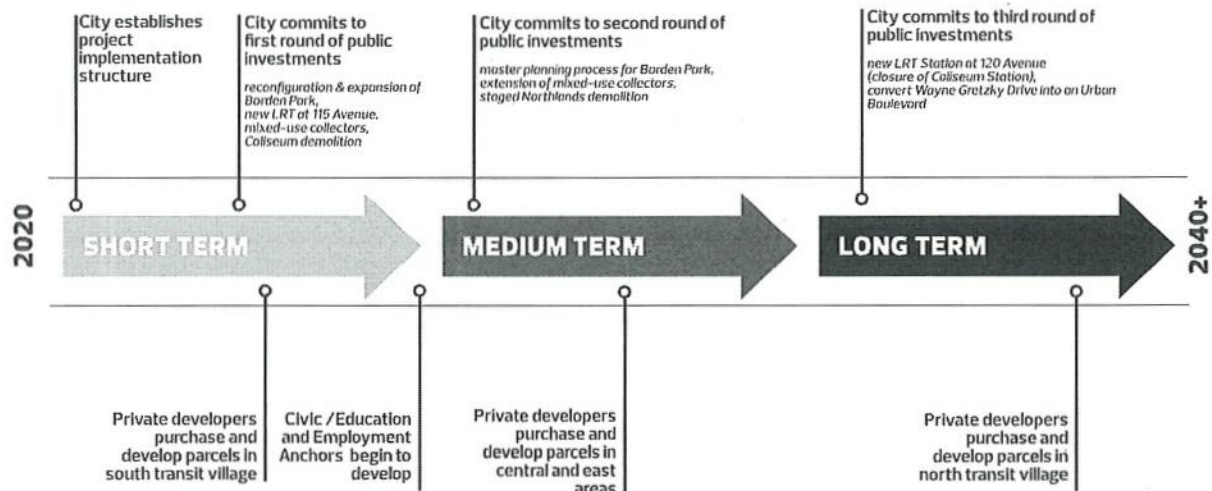 City establishes
project
implementation
structure
City commits to
first round of public
investments
reconfiguration & expansion of
Borden Park,
new LRT at 115 Avenue,
mixed-use collectors,
Coliseum demolition
City commits to second round of
public investments
master planning process for Borden Park,
extension of mixed-use collectors,
staged Northlands demolition
City commits to third round of
public investments
new LRT Station at 120 Avenue
(closure of Coliseum Station),
convert Wayne Gretzky Drive into an Urban
Boulevard
2020
SHORT TERM
MEDIUM TERM
LONG TERM
2040+
Private developers
purchase and
develop parcels in
south transit village
Civic /Education
and Employment
Anchors begin to
develop
Private developers
purchase and
develop parcels in
central and east
areas
Private developers
purchase and
develop parcels in
north transit village